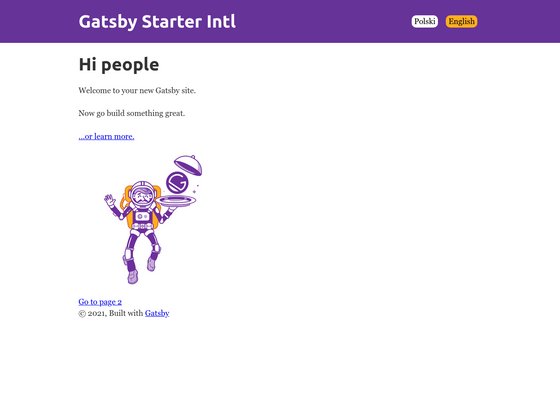 Gatsby Starter Intl
Polski English
Hi people
Welcome to your new Gatsby site.
Now go build something great.
...or learn more.
Go to page 2
© 2021, Built with Gatsby